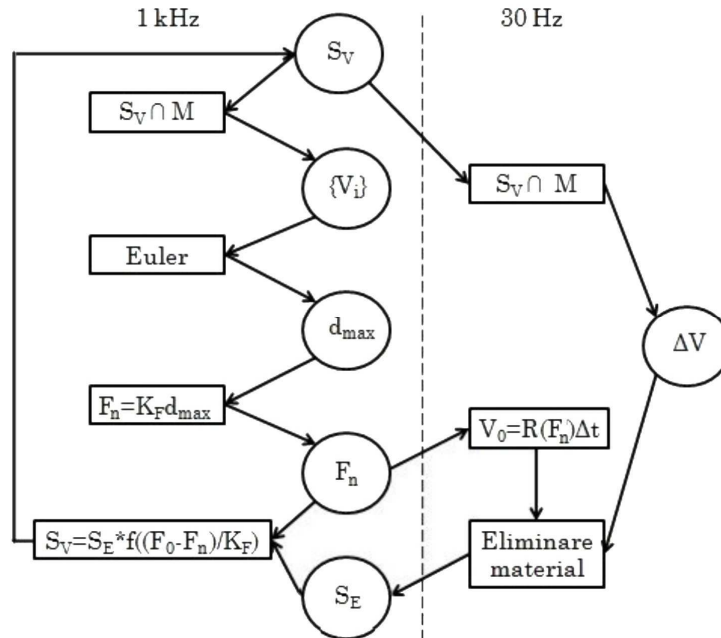 1 kHz
30 Hz
S_V
S_V ∩ M
{V_i}
S_V ∩ M
Euler
d_max
ΔV
F_n=K_Fd_max
V_0=R(F_n)Δt
F_n
S_V=S_E*f((F_0-F_n)/K_F)
Eliminare
material
S_E